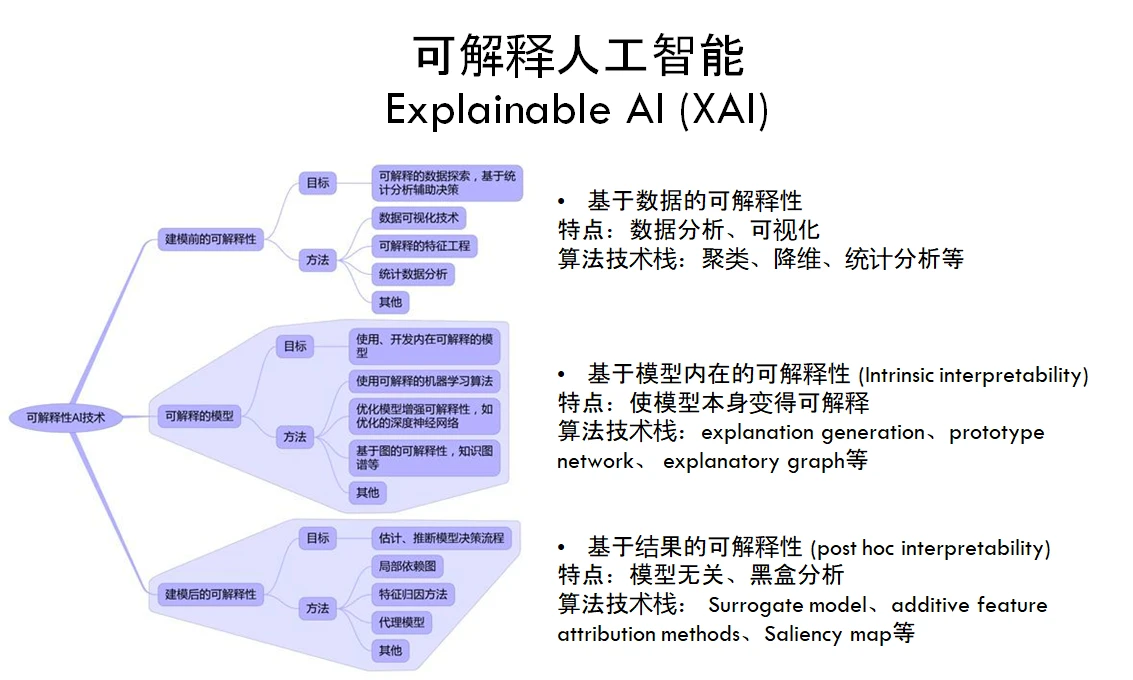 可解释人工智能
Explainable AI (XAI)
可解释性AI技术
建模前的可解释性
目标
可解释的数据探索，基于统
计分析辅助决策
方法
数据可视化技术
可解释的特征工程
统计数据分析
其他
可解释的模型
目标
使用、开发内在可解释的模
型
方法
使用可解释的机器学习算法
优化模型增强可解释性，如
优化的深度神经网络
基于图的可解释性，知识图
谱等
其他
建模后的可解释性
目标
估计、推断模型决策流程
方法
局部依赖图
特征归因方法
代理模型
其他
• 基于数据的可解释性
特点：数据分析、可视化
算法技术栈：聚类、降维、统计分析等
• 基于模型内在的可解释性 (Intrinsic interpretability)
特点：使模型本身变得可解释
算法技术栈：explanation generation、prototype
network、 explanatory graph等
• 基于结果的可解释性 (post hoc interpretability)
特点：模型无关、黑盒分析
算法技术栈： Surrogate model、additive feature
attribution methods、Saliency map等